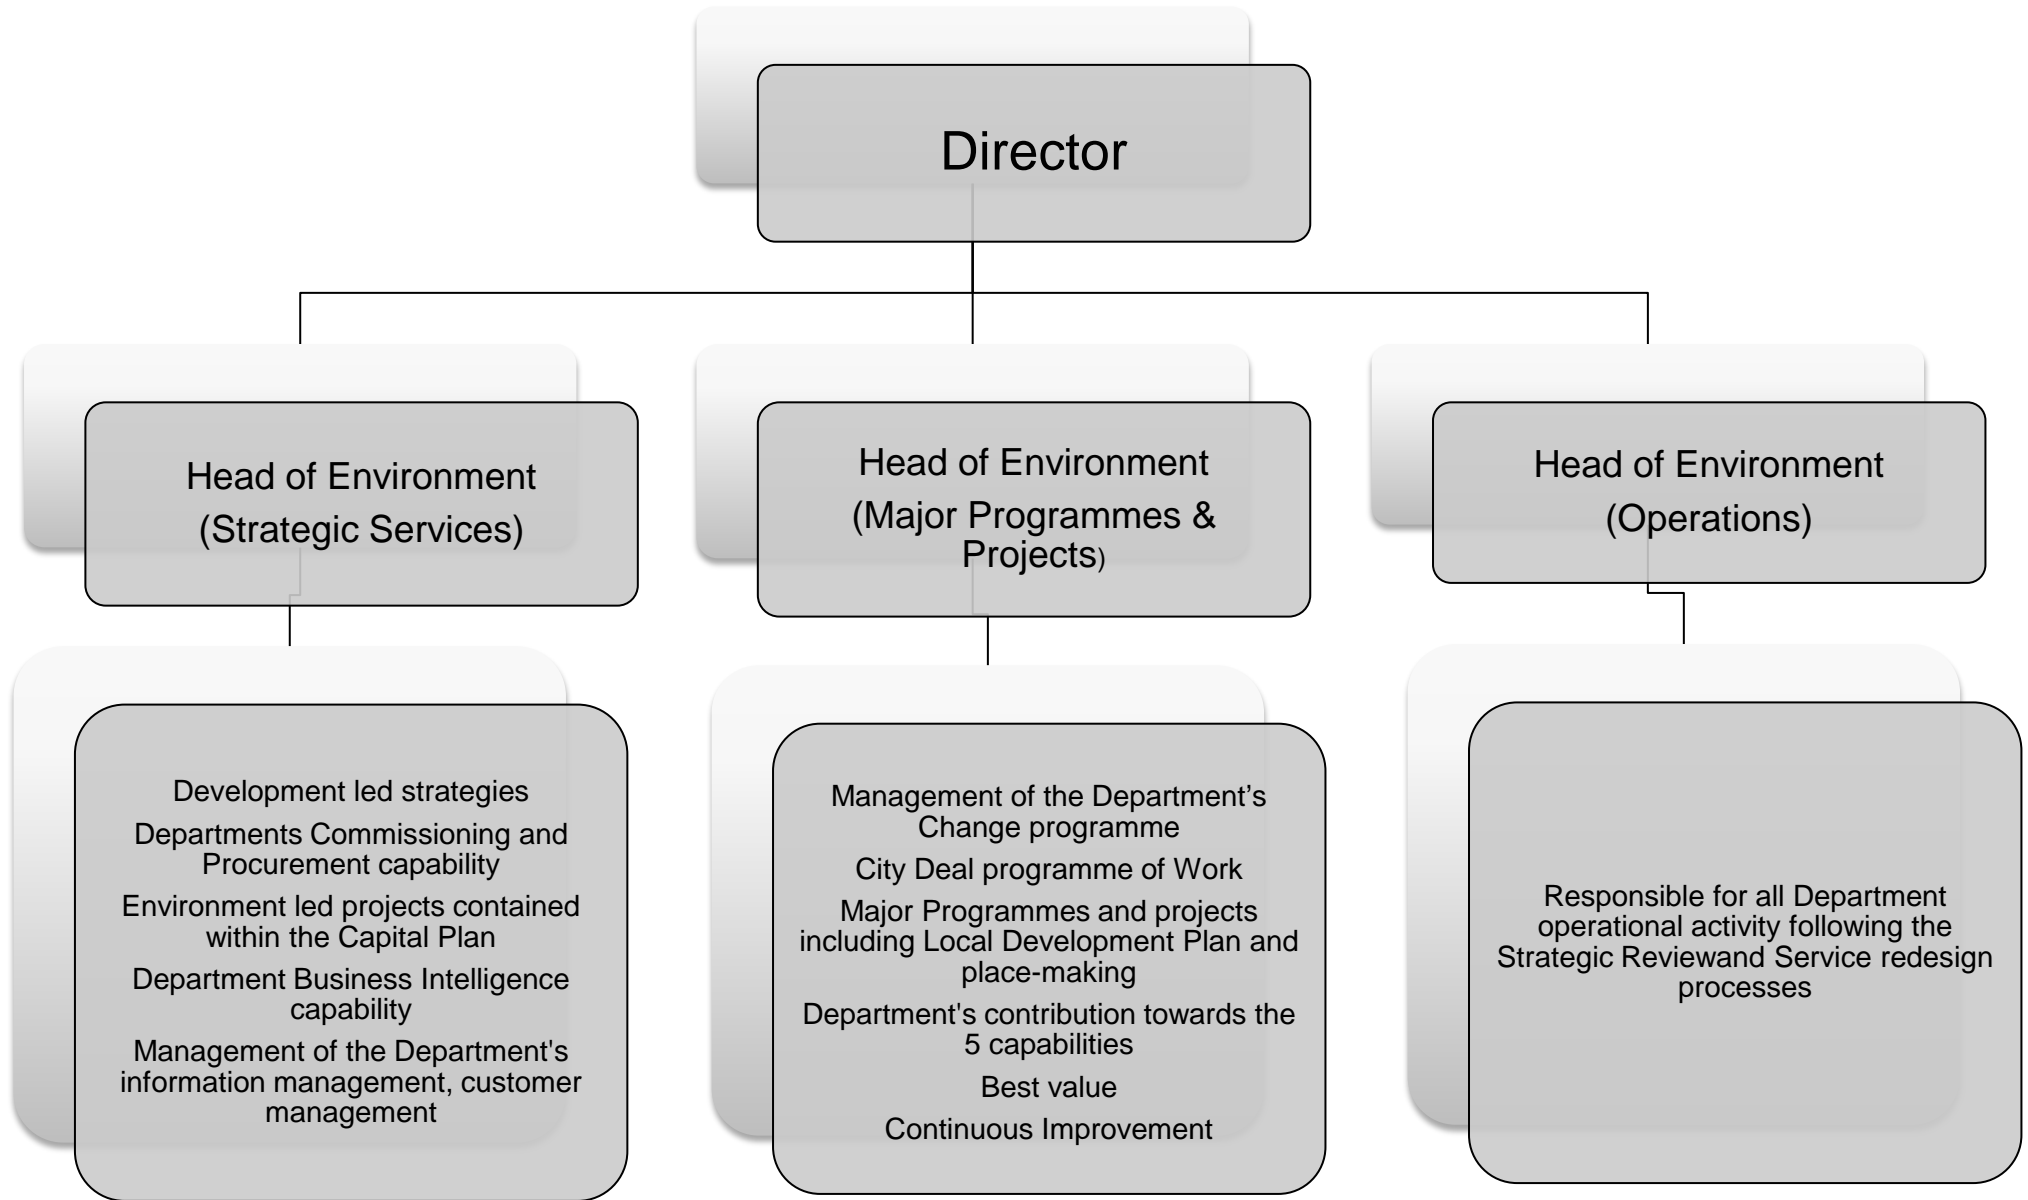 Director
Head of Environment
(Strategic Services)
Head of Environment
(Major Programmes &
Projects)
Head of Environment
(Operations)
Development led strategies
Departments Commissioning and
Procurement capability
Environment led projects contained
within the Capital Plan
Department Business Intelligence
capability
Management of the Department's
information management, customer
management
Management of the Department’s
Change programme
City Deal programme of Work
Major Programmes and projects
including Local Development Plan and
place-making
Department's contribution towards the
5 capabilities
Best value
Continuous Improvement
Responsible for all Department
operational activity following the
Strategic Reviewand Service redesign
processes